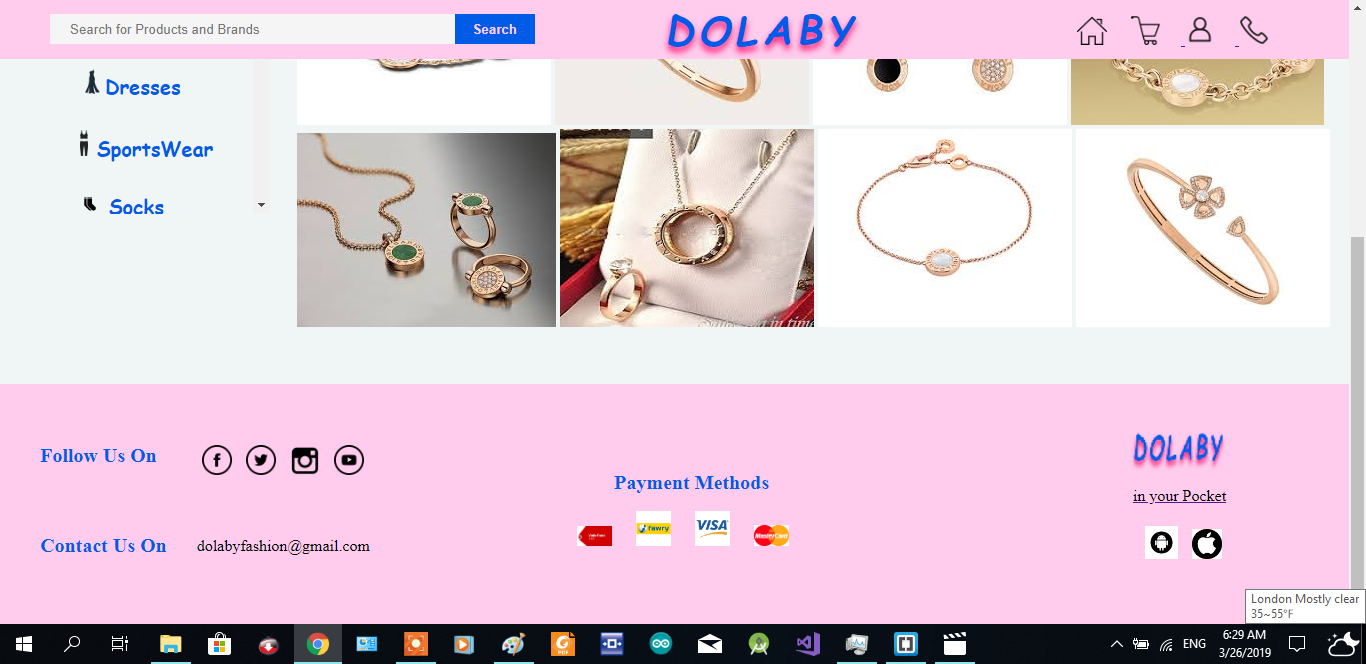 Search for Products and Brands
Search
DOLABY
Dresses
SportsWear
Socks
Follow Us On
Contact Us On
dolabyfashion@gmail.com
Payment Methods
fawry
VISA
MasterCard
DOLABY
in your Pocket
London Mostly clear
35~55°F
ENG
6:29 AM
3/26/2019